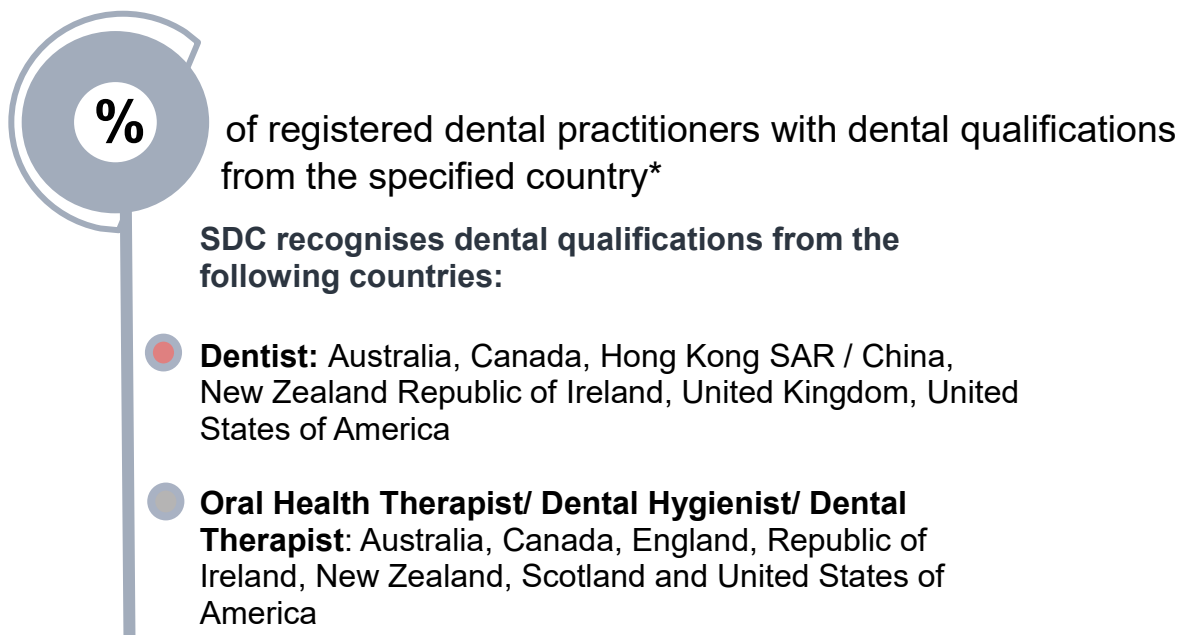 %
of registered dental practitioners with dental qualifications
from the specified country*
SDC recognises dental qualifications from the
following countries:
Dentist: Australia, Canada, Hong Kong SAR / China,
New Zealand Republic of Ireland, United Kingdom, United
States of America
Oral Health Therapist/ Dental Hygienist/ Dental
Therapist: Australia, Canada, England, Republic of
Ireland, New Zealand, Scotland and United States of
America